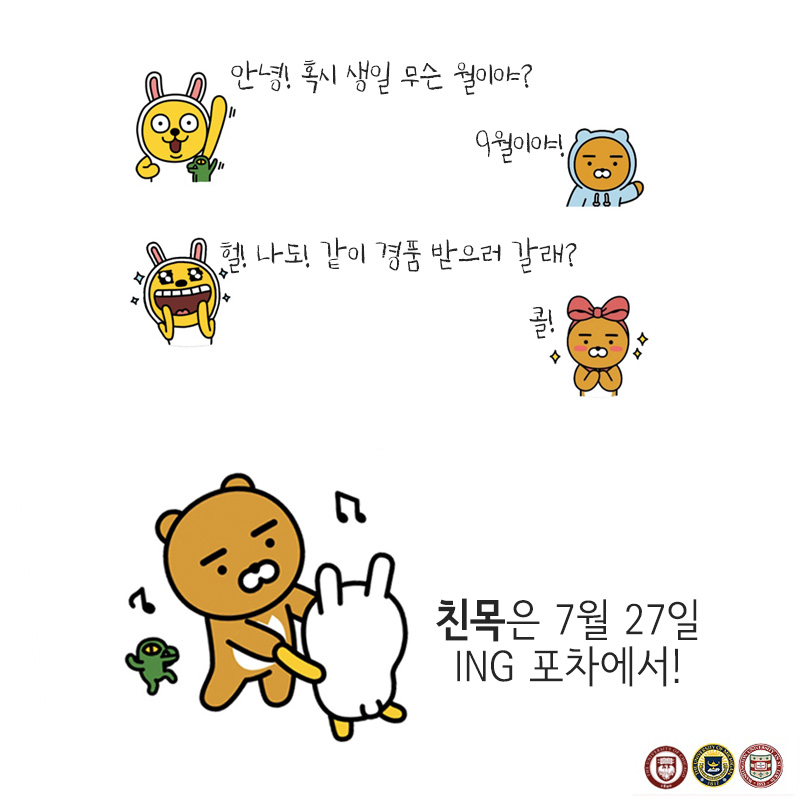 안녕! 혹시 생일 무슨 월이야?
9월이야!
헐! 나도! 같이 경품 받으러 갈래?
콜!
친목은 7월 27일
ING 포차에서!